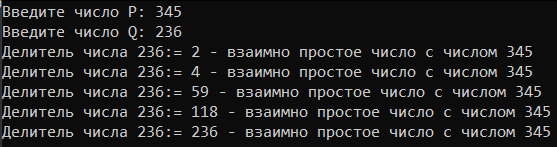 Введите число P: 345
Введите число Q: 236
Делитель числа 236:= 2 - взаимно простое число с числом 345
Делитель числа 236:= 4 - взаимно простое число с числом 345
Делитель числа 236:= 59 - взаимно простое число с числом 345
Делитель числа 236:= 118 - взаимно простое число с числом 345
Делитель числа 236:= 236 - взаимно простое число с числом 345